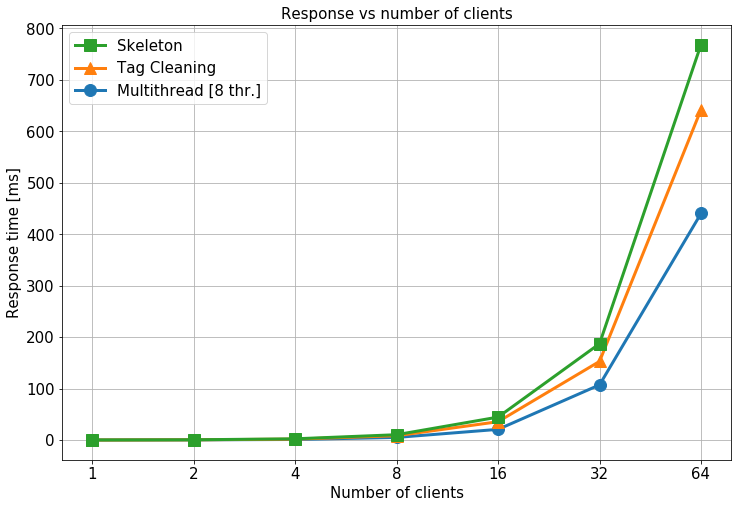 Response vs number of clients
Skeleton
Tag Cleaning
Multithread [8 thr.]
Response time [ms]
800
700
600
500
400
300
200
100
0
1 2 4 8 16 32 64
Number of clients